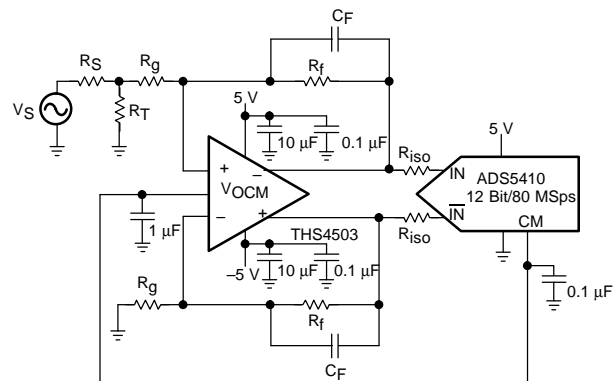 C_F
R_S
R_g
R_f
V_S
R_T
5 V
10 µF
0.1 µF
5 V
R_iso
IN
ADS5410
12 Bit/80 MSps
IN
CM
+
−
V_OCM
−
+
1 µF
THS4503
R_iso
−5 V
10 µF
0.1 µF
0.1 µF
R_g
R_f
C_F